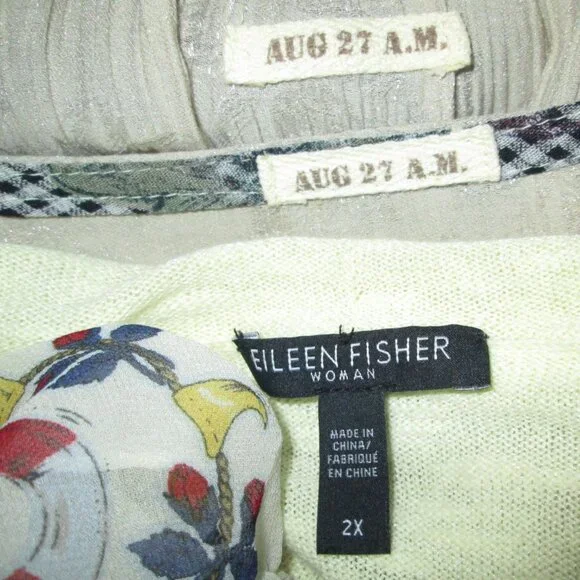 AUG 27 A.M.
AUG 27 A.M.
EILEEN FISHER
WOMAN
MADE IN
CHINA/
FABRIQUÉ
EN CHINE
2X